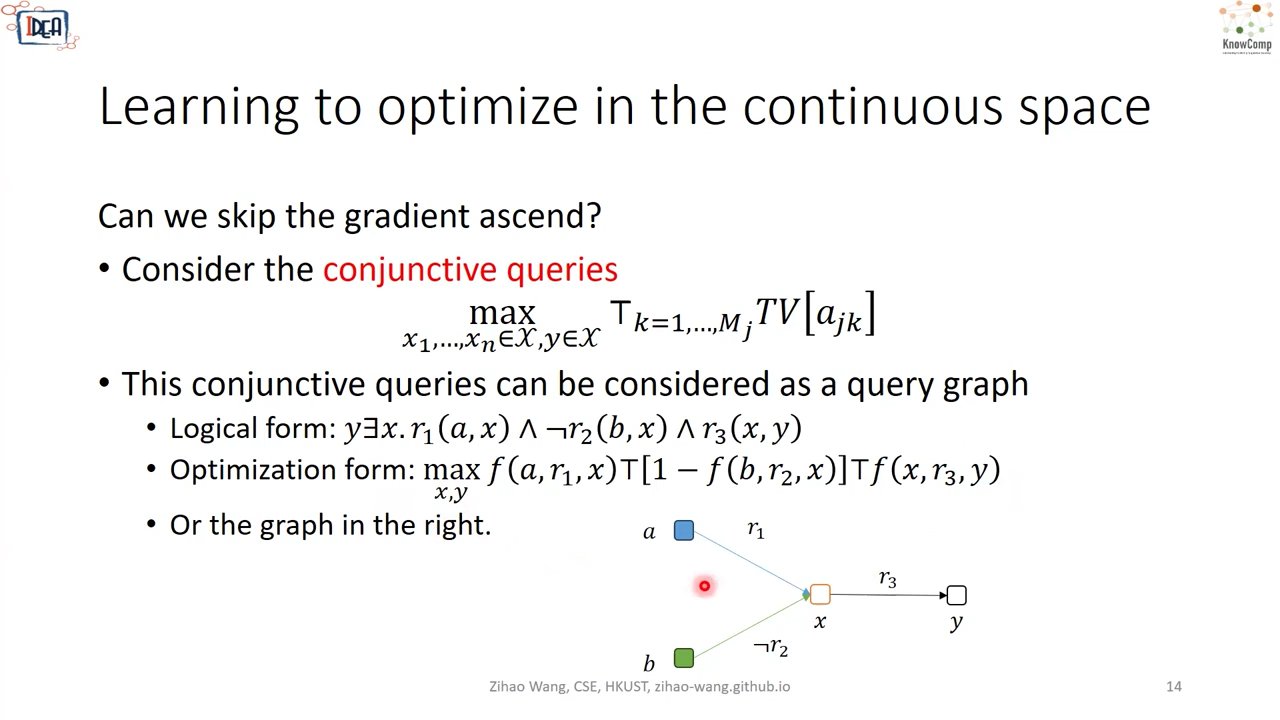 IDEA
KnowComp
Learning to optimize in the continuous space
Can we skip the gradient ascend?
• Consider the conjunctive queries
max ⊤k=1,…,Mj TV[ajk]
x1,…,xn∈𝒳,y∈𝒳
• This conjunctive queries can be considered as a query graph
• Logical form: y∃x. r1(a, x) ∧ ¬r2(b, x) ∧ r3(x, y)
• Optimization form: max f(a, r1, x)⊤[1 − f(b, r2, x)]⊤f(x, r3, y)
x,y
• Or the graph in the right.
a
r1
r3
x
y
¬r2
b
Zihao Wang, CSE, HKUST, zihao-wang.github.io
14